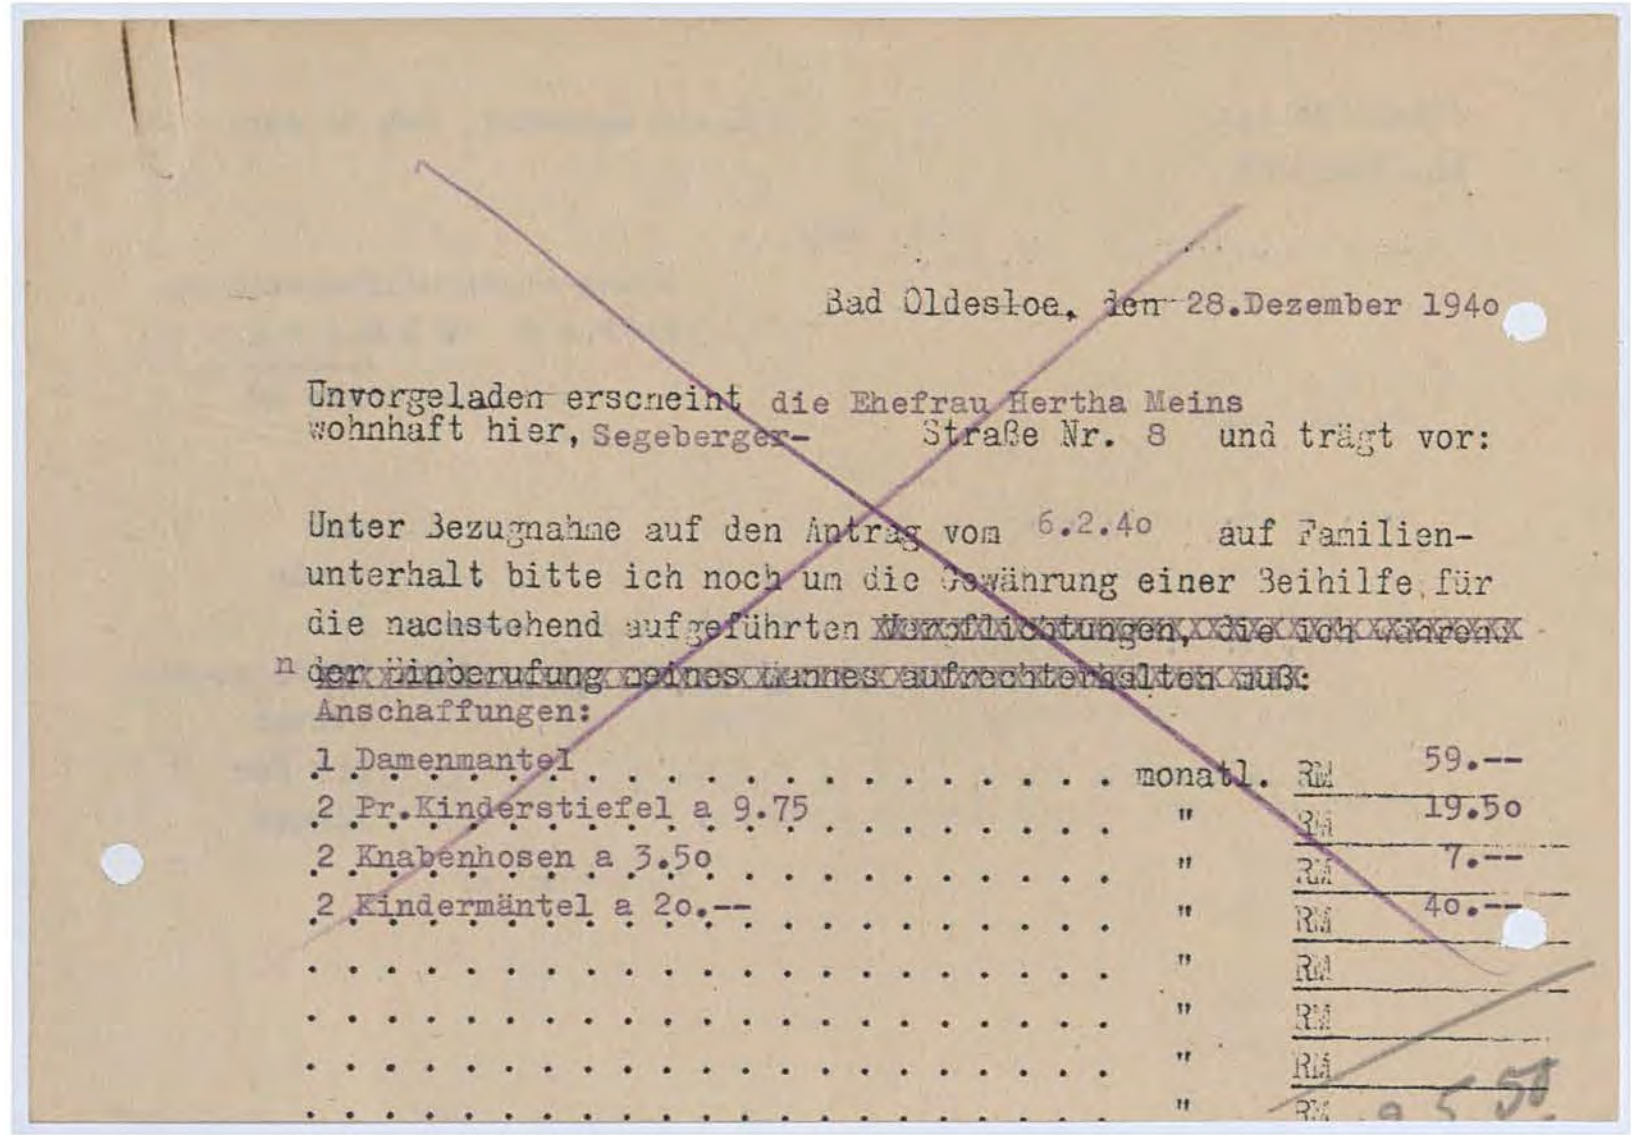 Bad Oldesloe, den 28.Dezember 1940
Unvorgeladen erscheint die Ehefrau Hertha Meins
wohnhaft hier, Segeberger- Straße Nr. 8 und trägt vor:
Unter Bezugnahme auf den Antrag vom 6.2.4o auf Familien-
unterhalt bitte ich noch um die Gewährung einer Beihilfe für
die nachstehend aufgeführten Verpflichtungen, die ich während
n der Einberufung meines Mannes aufrechterhalten muß:
Anschaffungen:
1 Damenmantel . . . . . . . . . . . . . . monatl. RM 59.--
2 Pr.Kinderstiefel a 9.75 . . . . . . . . " RM 19.5o
2 Knabenhosen a 3.5o . . . . . . . . . . " RM 7.--
2 Kindermäntel a 2o.-- . . . . . . . . . " RM 4o.--
. . . . . . . . . . . . . . . . . . . . . " RM
. . . . . . . . . . . . . . . . . . . . . " RM
. . . . . . . . . . . . . . . . . . . . . " RM
. . . . . . . . . . . . . . . . . . . . . " RM